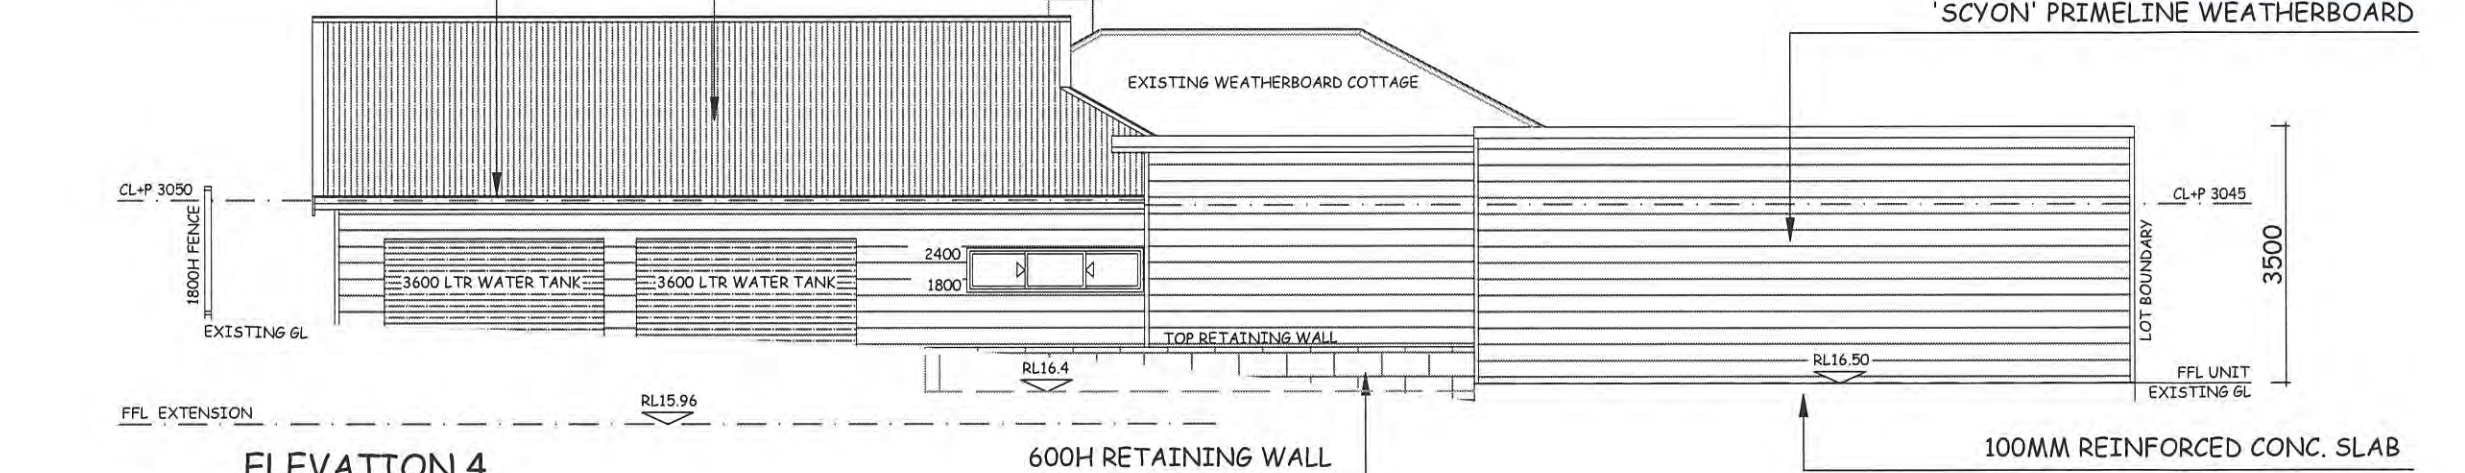 'SCYON' PRIMELINE WEATHERBOARD
EXISTING WEATHERBOARD COTTAGE
CL+P 3050
CL+P 3045
1800H FENCE
LOT BOUNDARY
3500
2400
3600 LTR WATER TANK
3600 LTR WATER TANK
1800
EXISTING GL
TOP RETAINING WALL
RL16.4
RL16.50
FFL UNIT
EXISTING GL
RL15.96
FFL EXTENSION
600H RETAINING WALL
100MM REINFORCED CONC. SLAB
ELEVATION 4